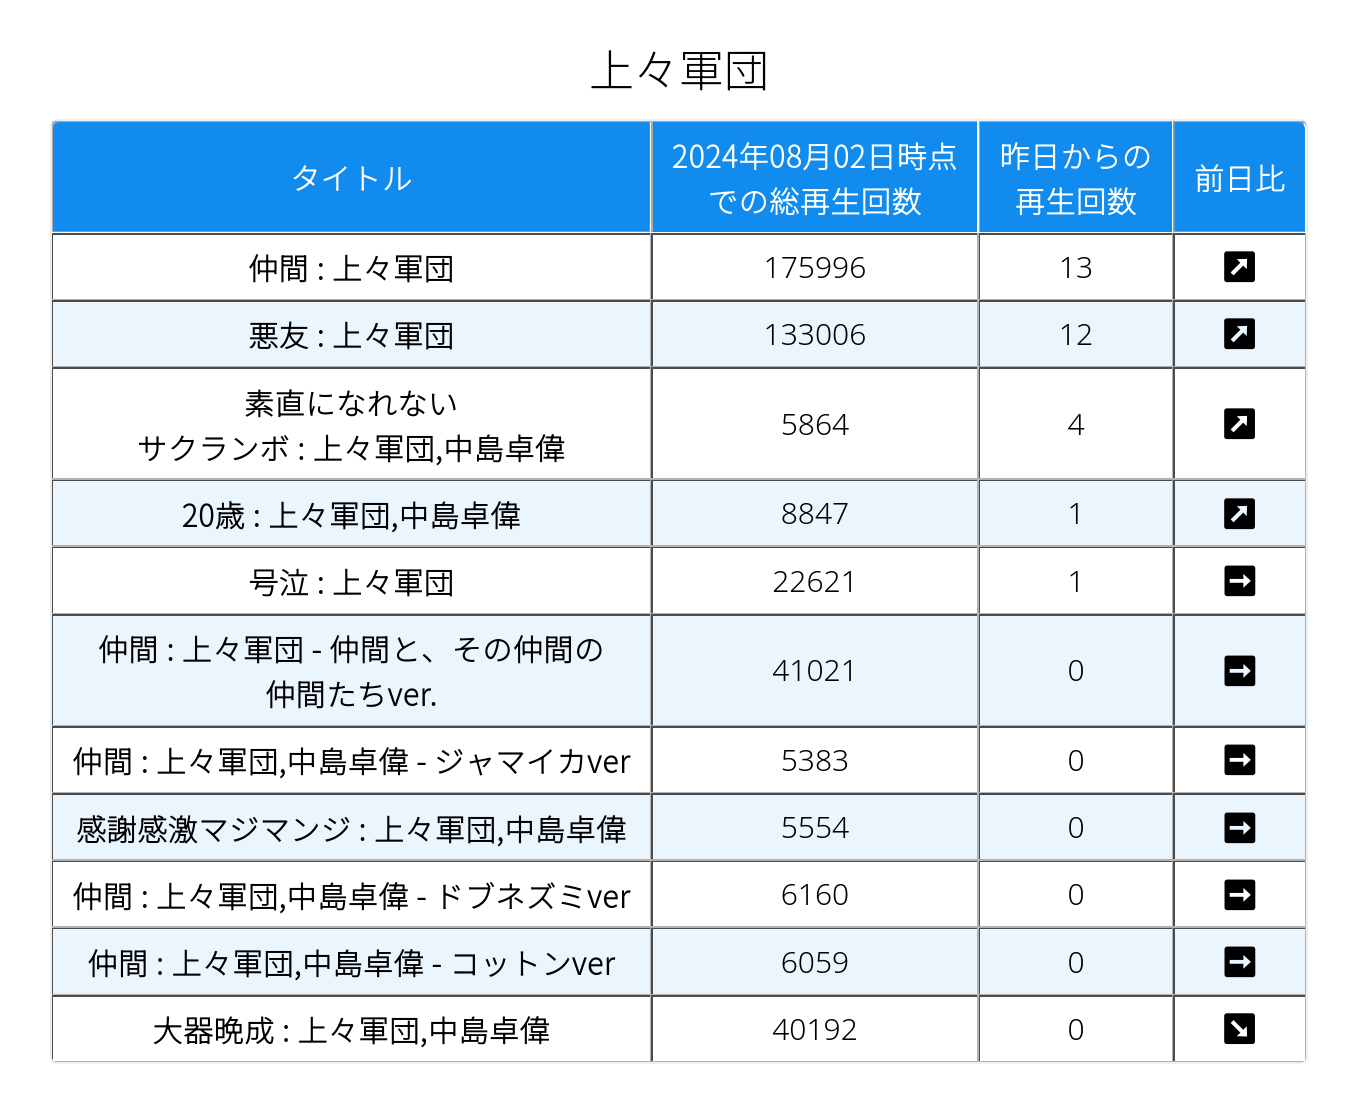 上々軍団
タイトル
2024年08月02日時点
での総再生回数
昨日からの
再生回数
前日比
仲間 : 上々軍団
175996
13
悪友 : 上々軍団
133006
12
素直になれない
サクランボ : 上々軍団,中島卓偉
5864
4
20歳 : 上々軍団,中島卓偉
8847
1
号泣 : 上々軍団
22621
1
仲間 : 上々軍団 - 仲間と、その仲間の
仲間たちver.
41021
0
仲間 : 上々軍団,中島卓偉 - ジャマイカver
5383
0
感謝感激マジマンジ : 上々軍団,中島卓偉
5554
0
仲間 : 上々軍団,中島卓偉 - ドブネズミver
6160
0
仲間 : 上々軍団,中島卓偉 - コットンver
6059
0
大器晩成 : 上々軍団,中島卓偉
40192
0